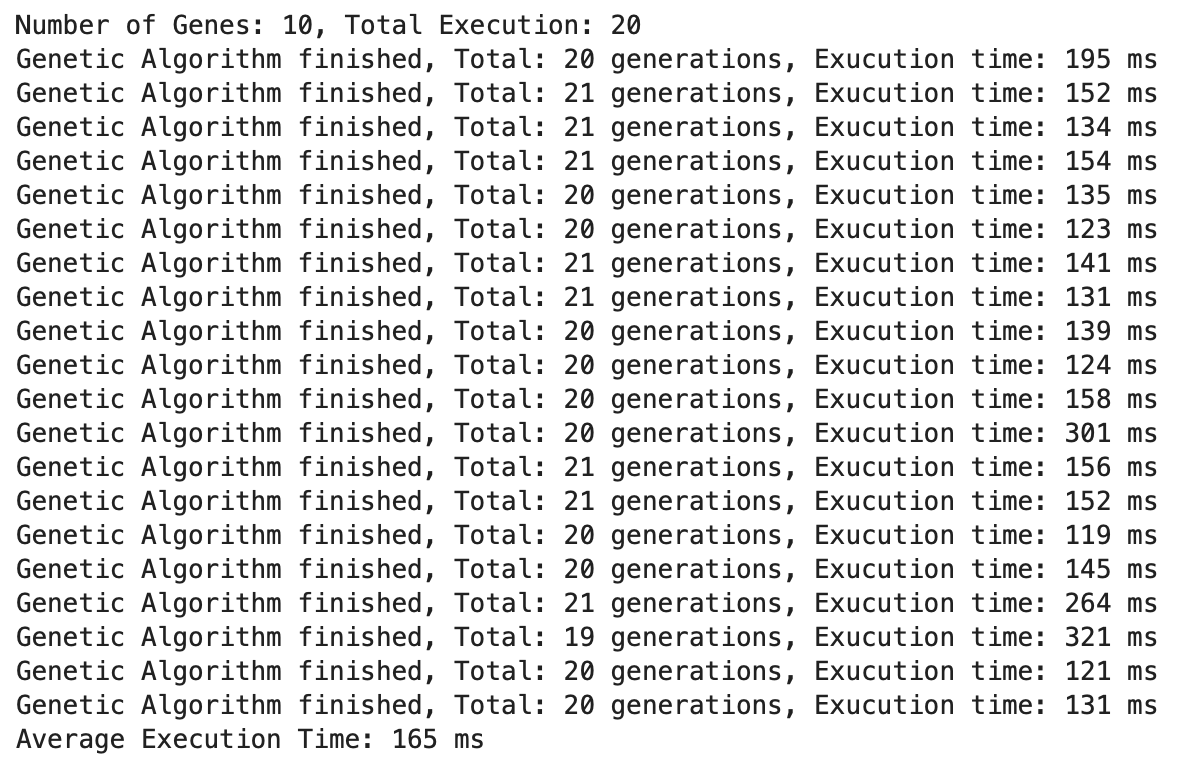 Number of Genes: 10, Total Execution: 20
Genetic Algorithm finished, Total: 20 generations, Exucution time: 195 ms
Genetic Algorithm finished, Total: 21 generations, Exucution time: 152 ms
Genetic Algorithm finished, Total: 21 generations, Exucution time: 134 ms
Genetic Algorithm finished, Total: 21 generations, Exucution time: 154 ms
Genetic Algorithm finished, Total: 20 generations, Exucution time: 135 ms
Genetic Algorithm finished, Total: 20 generations, Exucution time: 123 ms
Genetic Algorithm finished, Total: 21 generations, Exucution time: 141 ms
Genetic Algorithm finished, Total: 21 generations, Exucution time: 131 ms
Genetic Algorithm finished, Total: 20 generations, Exucution time: 139 ms
Genetic Algorithm finished, Total: 20 generations, Exucution time: 124 ms
Genetic Algorithm finished, Total: 20 generations, Exucution time: 158 ms
Genetic Algorithm finished, Total: 20 generations, Exucution time: 301 ms
Genetic Algorithm finished, Total: 21 generations, Exucution time: 156 ms
Genetic Algorithm finished, Total: 21 generations, Exucution time: 152 ms
Genetic Algorithm finished, Total: 20 generations, Exucution time: 119 ms
Genetic Algorithm finished, Total: 20 generations, Exucution time: 145 ms
Genetic Algorithm finished, Total: 21 generations, Exucution time: 264 ms
Genetic Algorithm finished, Total: 19 generations, Exucution time: 321 ms
Genetic Algorithm finished, Total: 20 generations, Exucution time: 121 ms
Genetic Algorithm finished, Total: 20 generations, Exucution time: 131 ms
Average Execution Time: 165 ms